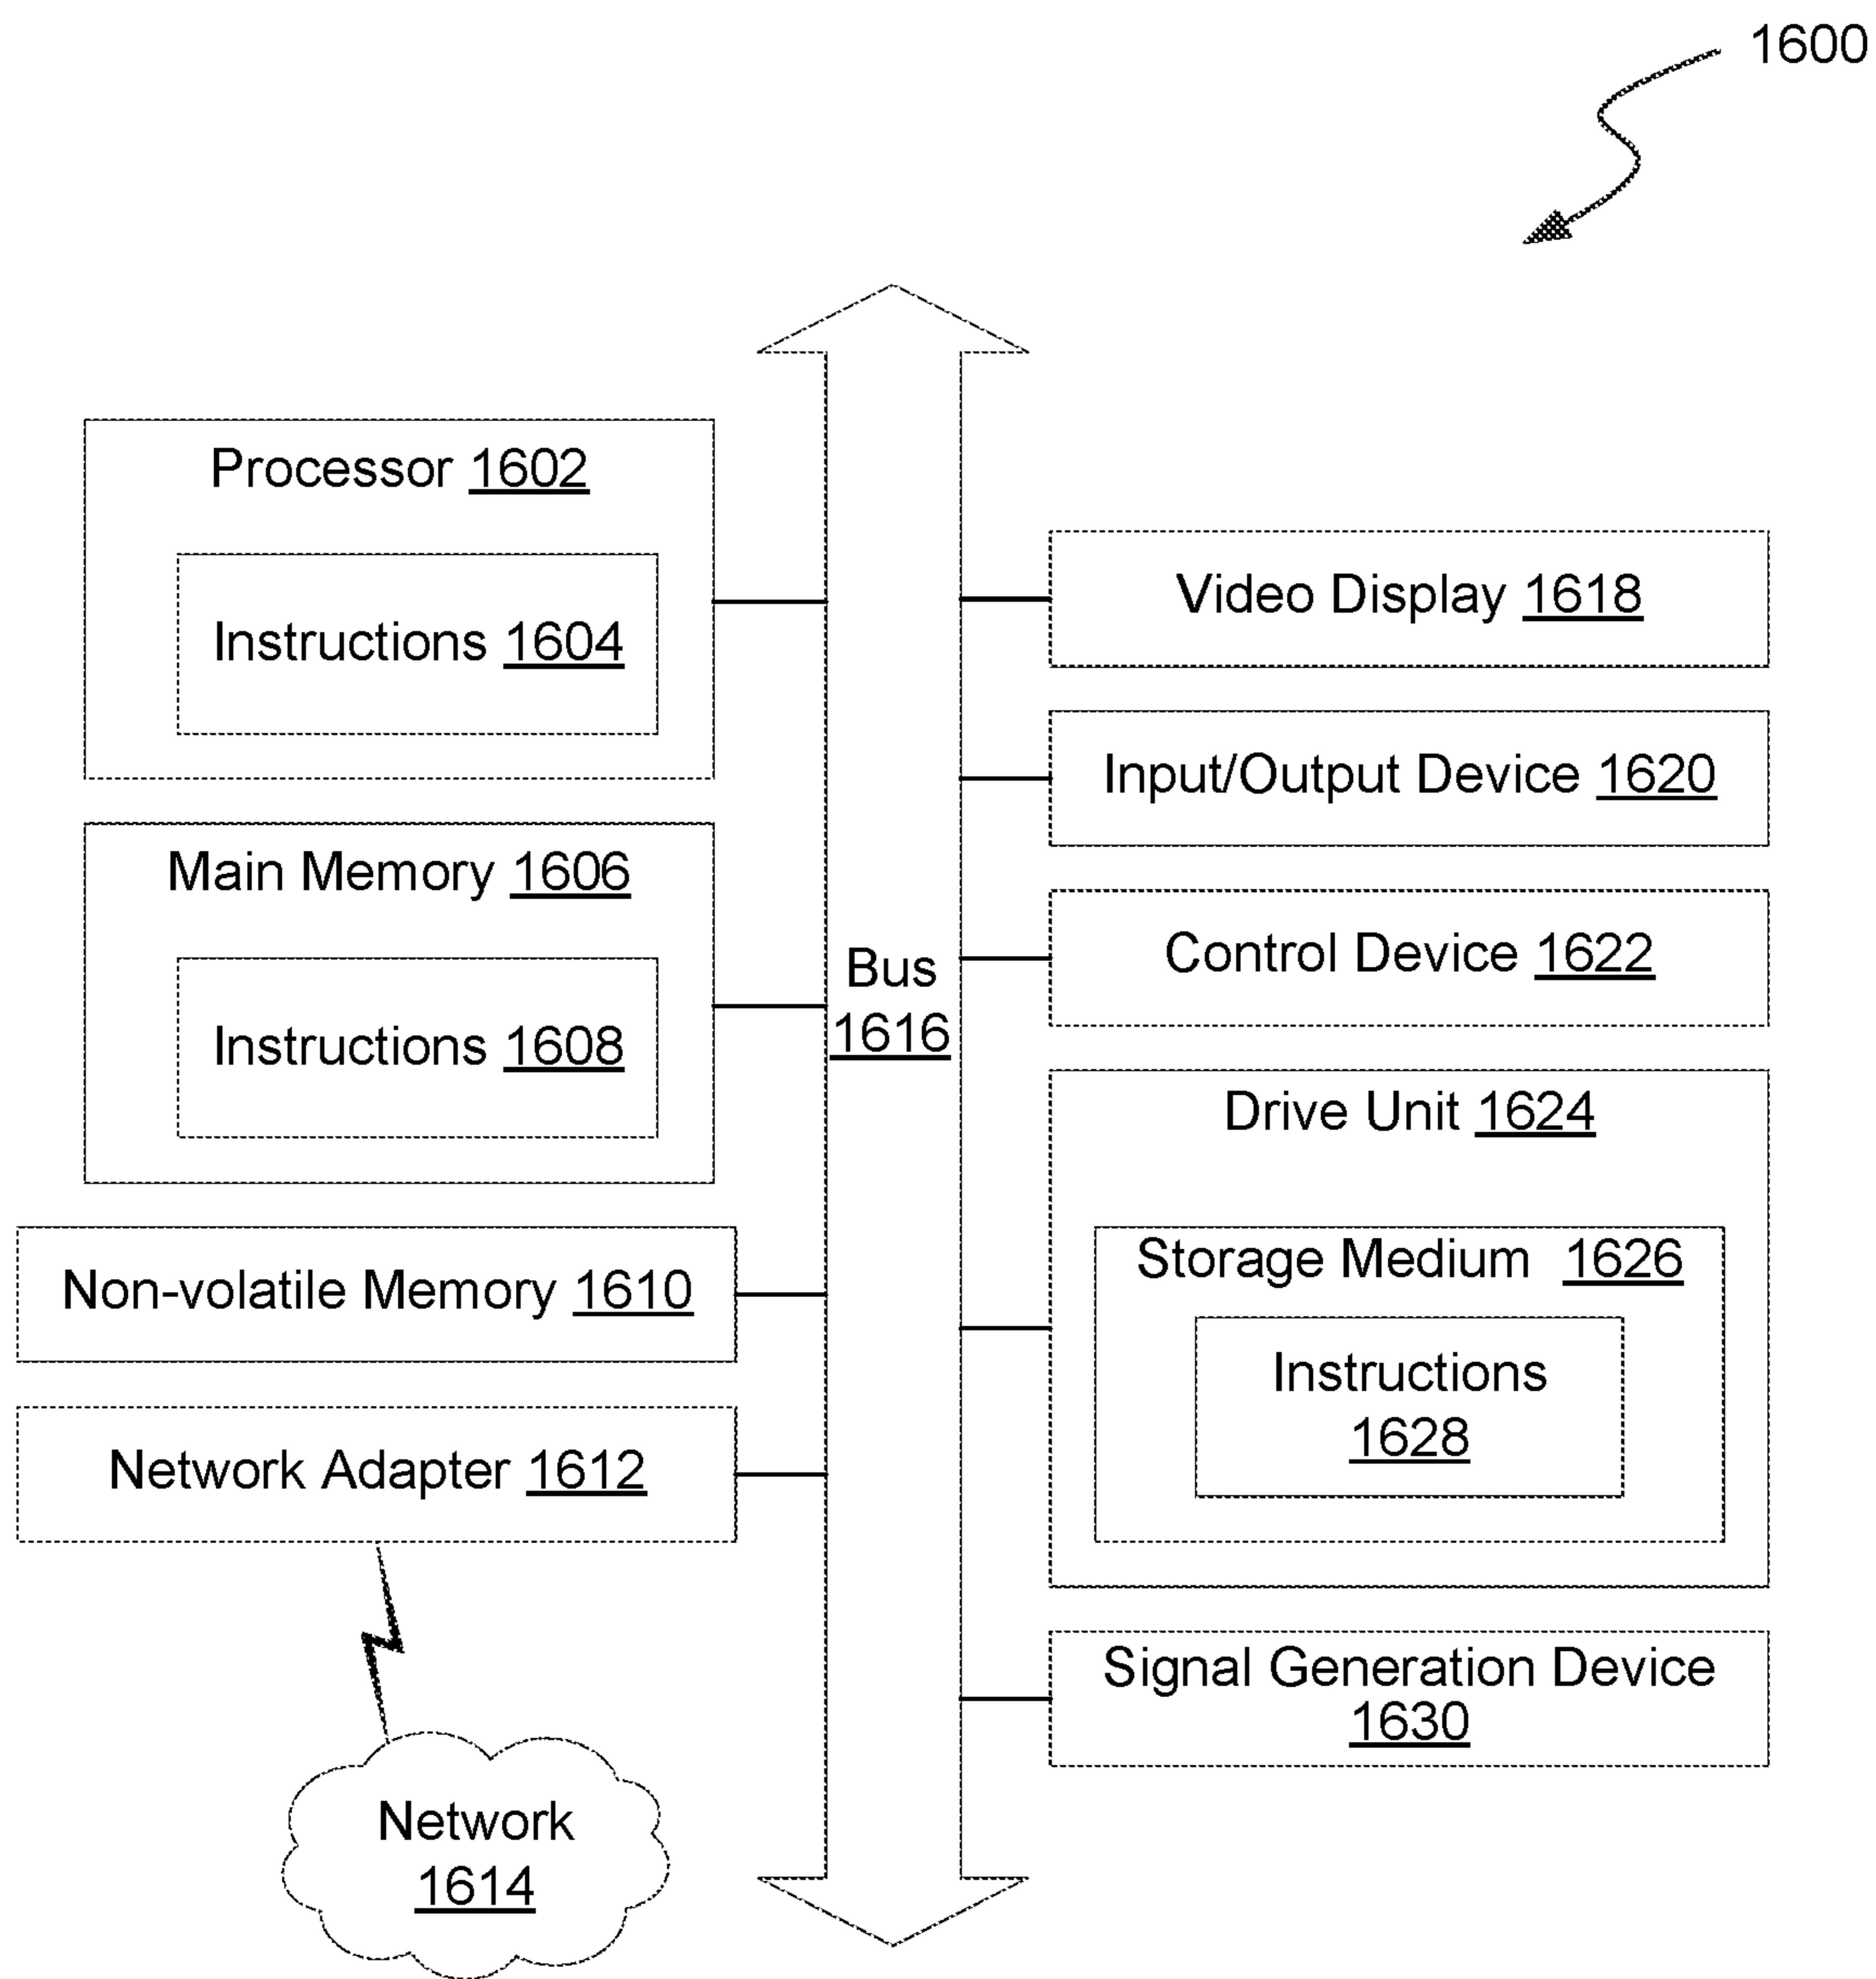 1600
Processor 1602
Instructions 1604
Main Memory 1606
Instructions 1608
Non-volatile Memory 1610
Network Adapter 1612
Network
1614
Bus
1616
Video Display 1618
Input/Output Device 1620
Control Device 1622
Drive Unit 1624
Storage Medium 1626
Instructions
1628
Signal Generation Device
1630